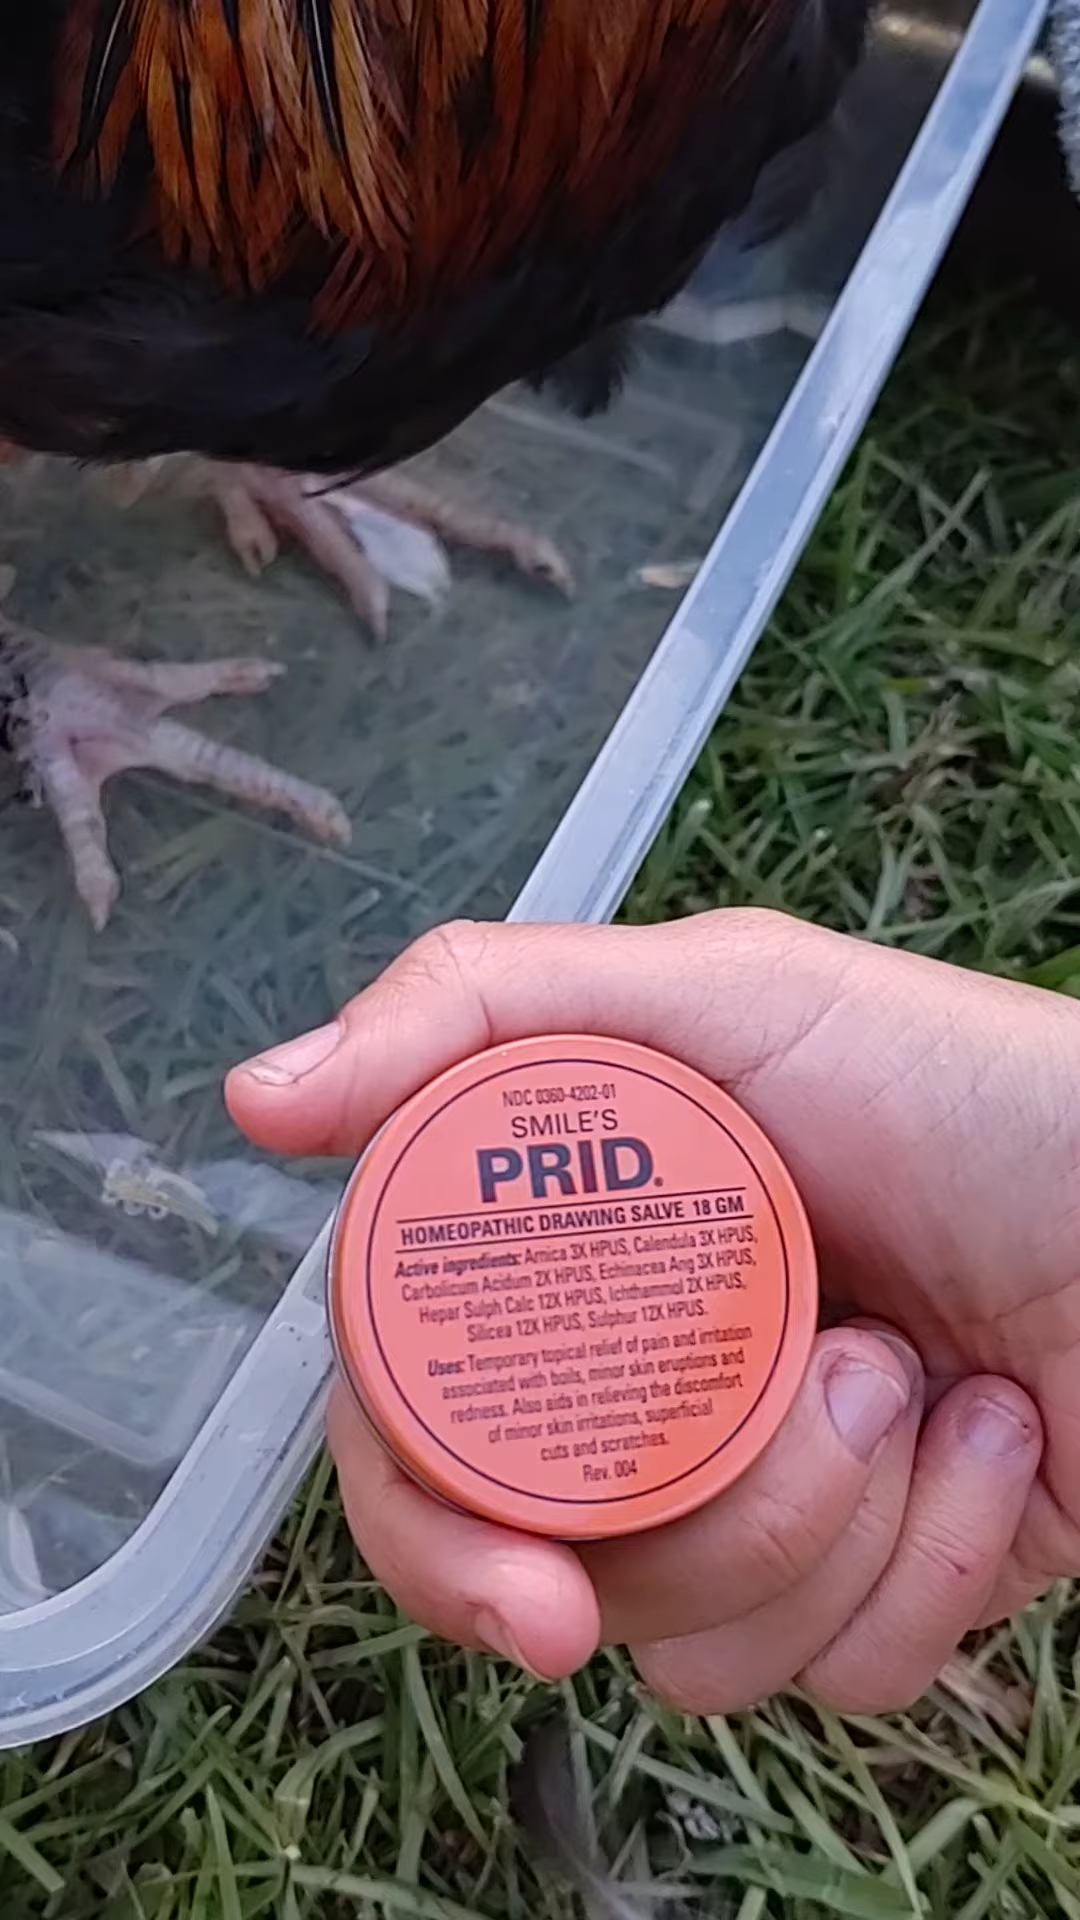 NDC 0360-4202-01
SMILE'S
PRID®
HOMEOPATHIC DRAWING SALVE 18 GM
Active ingredients: Arnica 3X HPUS, Calendula 3X HPUS,
Carbolicum Acidum 2X HPUS, Echinacea Ang 3X HPUS,
Hepar Sulph Calc 12X HPUS, Ichthammol 2X HPUS,
Silicea 12X HPUS, Sulphur 12X HPUS.
Uses: Temporary topical relief of pain and irritation
associated with boils, minor skin eruptions and
redness. Also aids in relieving the discomfort
of minor skin irritations, superficial
cuts and scratches.
Rev. 004